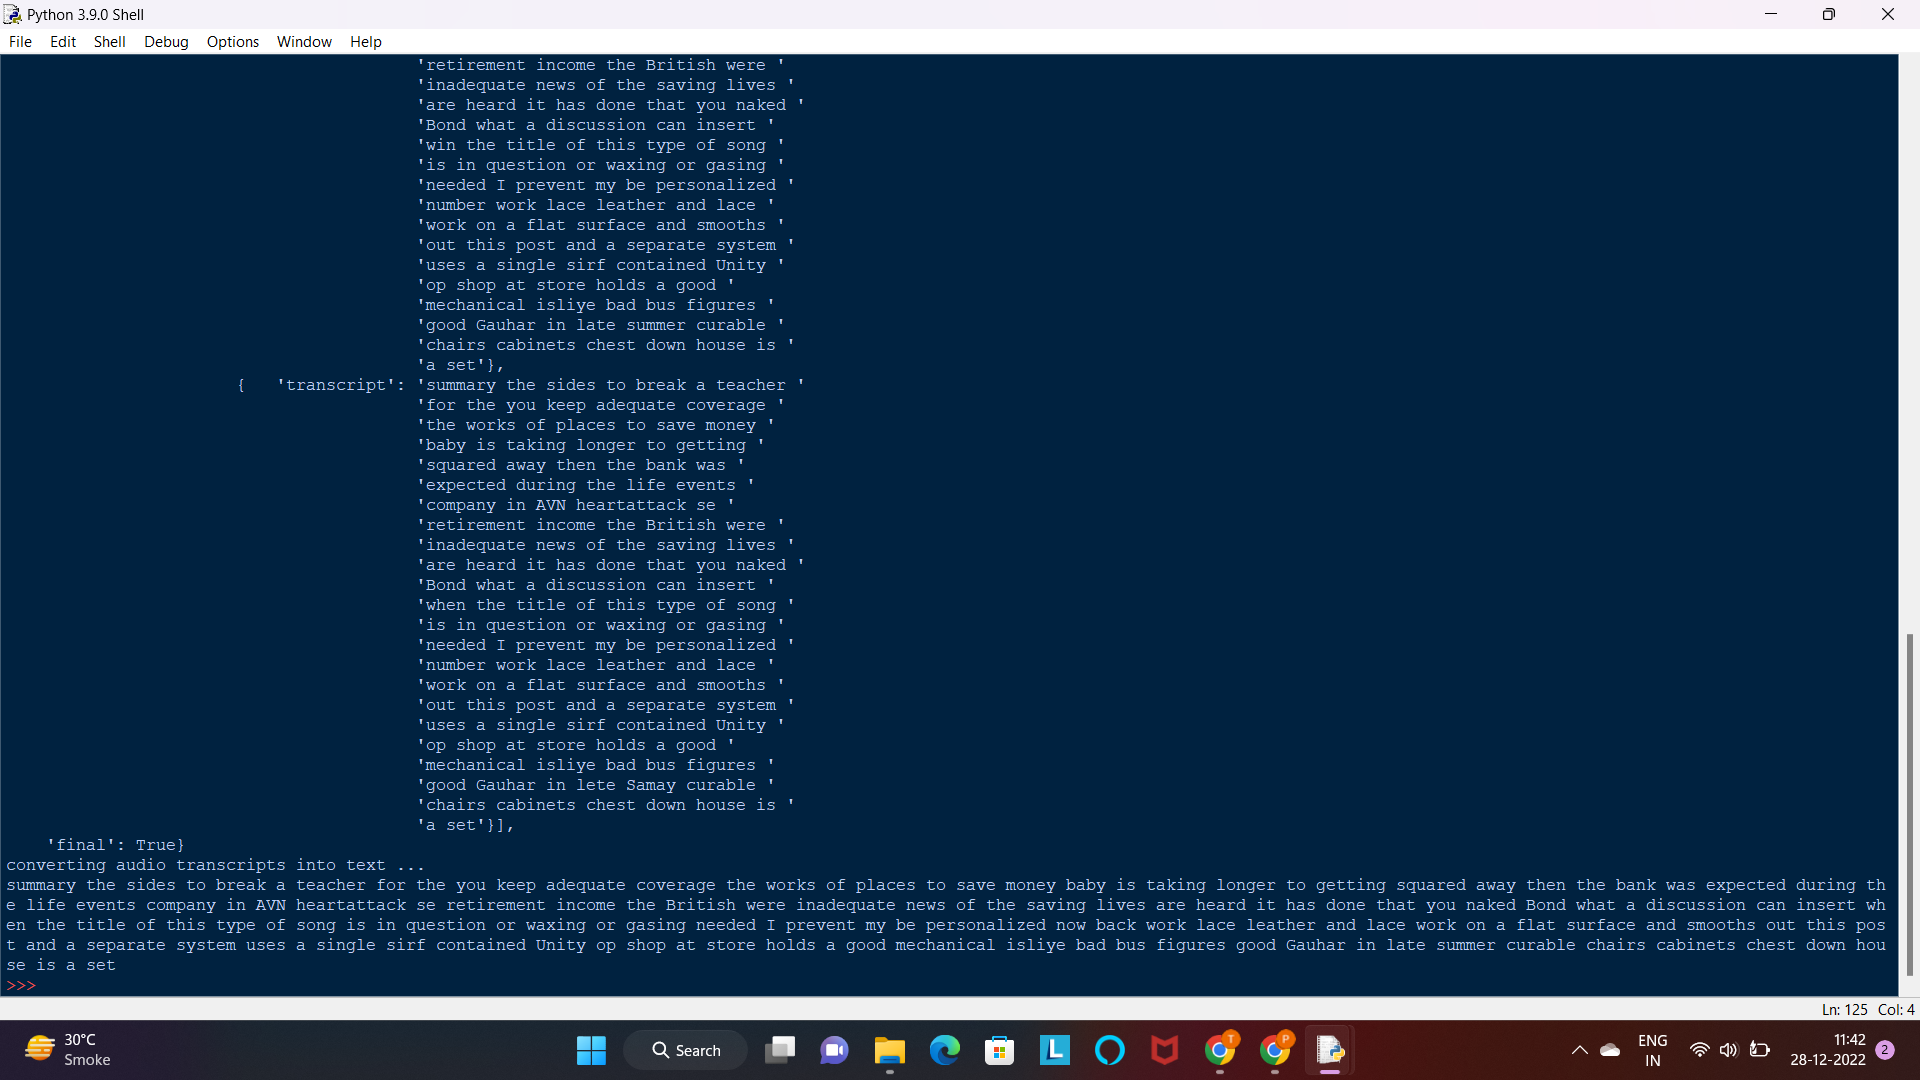 Python 3.9.0 Shell
File Edit Shell Debug Options Window Help
'retirement income the British were '
'inadequate news of the saving lives '
'are heard it has done that you naked '
'Bond what a discussion can insert '
'win the title of this type of song '
'is in question or waxing or gasing '
'needed I prevent my be personalized '
'number work lace leather and lace '
'work on a flat surface and smooths '
'out this post and a separate system '
'uses a single sirf contained Unity '
'op shop at store holds a good '
'mechanical isliye bad bus figures '
'good Gauhar in late summer curable '
'chairs cabinets chest down house is '
'a set'},
{ 'transcript': 'summary the sides to break a teacher '
'for the you keep adequate coverage '
'the works of places to save money '
'baby is taking longer to getting '
'squared away then the bank was '
'expected during the life events '
'company in AVN heartattack se '
'retirement income the British were '
'inadequate news of the saving lives '
'are heard it has done that you naked '
'Bond what a discussion can insert '
'when the title of this type of song '
'is in question or waxing or gasing '
'needed I prevent my be personalized '
'number work lace leather and lace '
'work on a flat surface and smooths '
'out this post and a separate system '
'uses a single sirf contained Unity '
'op shop at store holds a good '
'mechanical isliye bad bus figures '
'good Gauhar in lete Samay curable '
'chairs cabinets chest down house is '
'a set'}],
'final': True}
converting audio transcripts into text ...
summary the sides to break a teacher for the you keep adequate coverage the works of places to save money baby is taking longer to getting squared away then the bank was expected during th
e life events company in AVN heartattack se retirement income the British were inadequate news of the saving lives are heard it has done that you naked Bond what a discussion can insert wh
en the title of this type of song is in question or waxing or gasing needed I prevent my be personalized now back work lace leather and lace work on a flat surface and smooths out this pos
t and a separate system uses a single sirf contained Unity op shop at store holds a good mechanical isliye bad bus figures good Gauhar in late summer curable chairs cabinets chest down hou
se is a set
>>>
Ln: 125 Col: 4
30°C
Smoke
Search
L
T
P
ENG
IN
11:42
28-12-2022
2